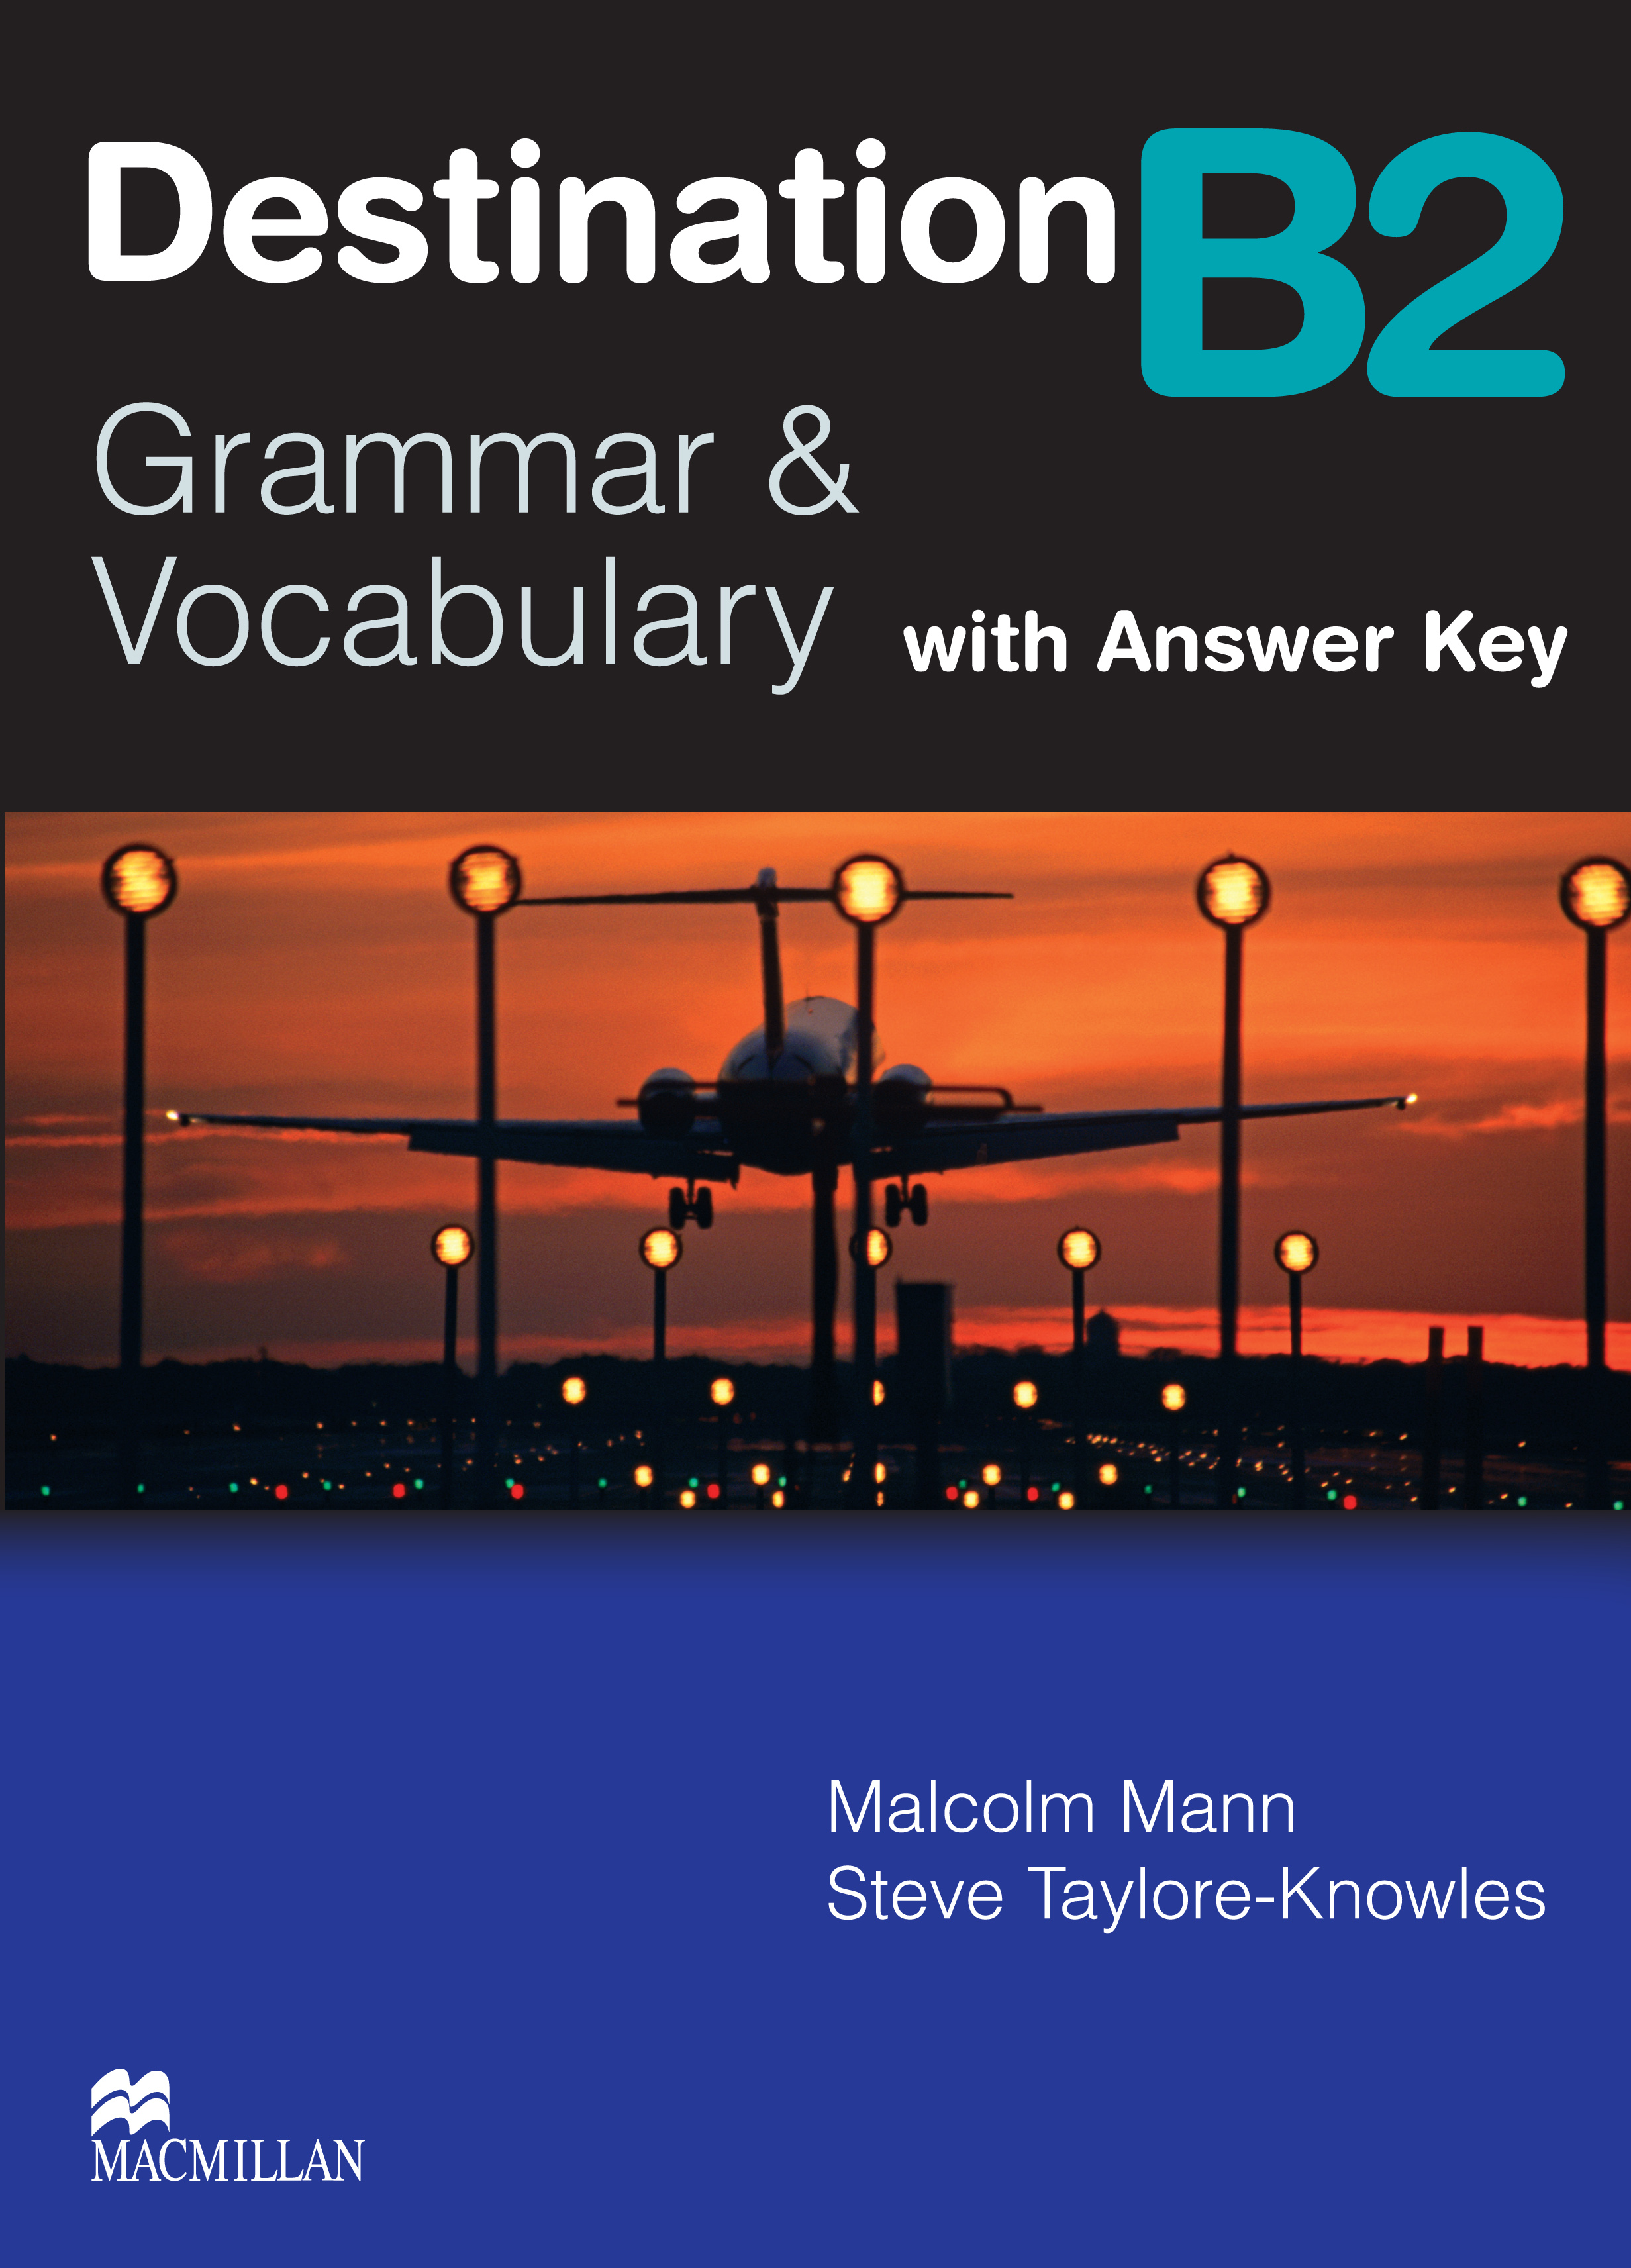 Destination B2
Grammar &
Vocabulary with Answer Key
Malcolm Mann
Steve Taylore-Knowles
MACMILLAN